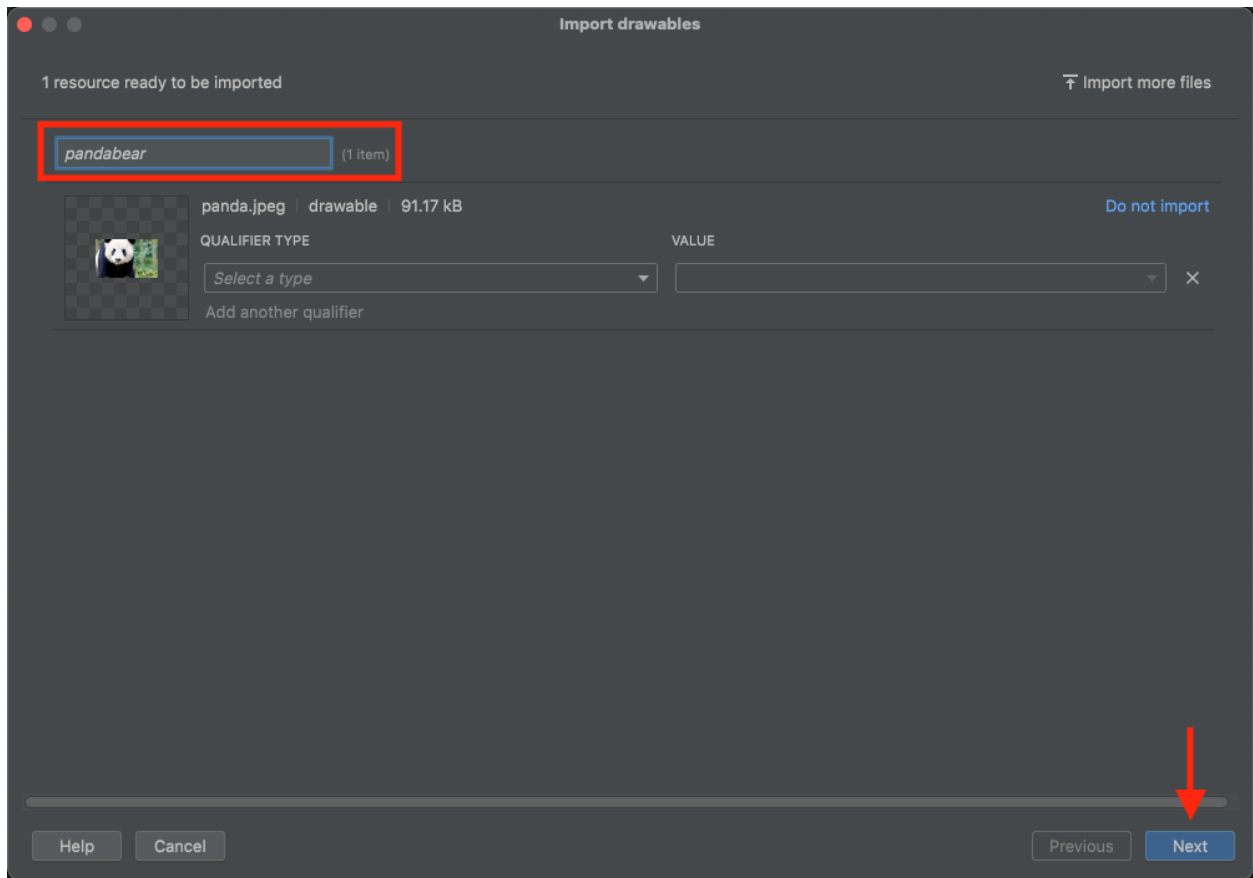 Import drawables
1 resource ready to be imported
Import more files
pandabear (1 item)
panda.jpeg drawable 91.17 kB
Do not import
QUALIFIER TYPE
VALUE
Select a type
Add another qualifier
Help
Cancel
Previous
Next